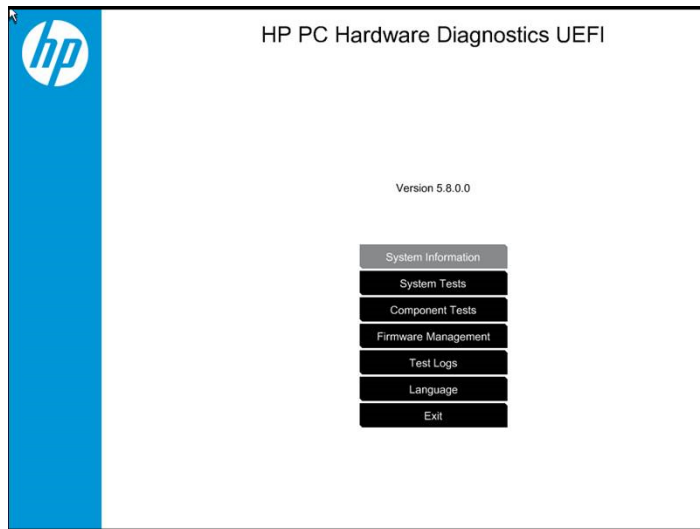 hp
HP PC Hardware Diagnostics UEFI
Version 5.8.0.0
System Information
System Tests
Component Tests
Firmware Management
Test Logs
Language
Exit